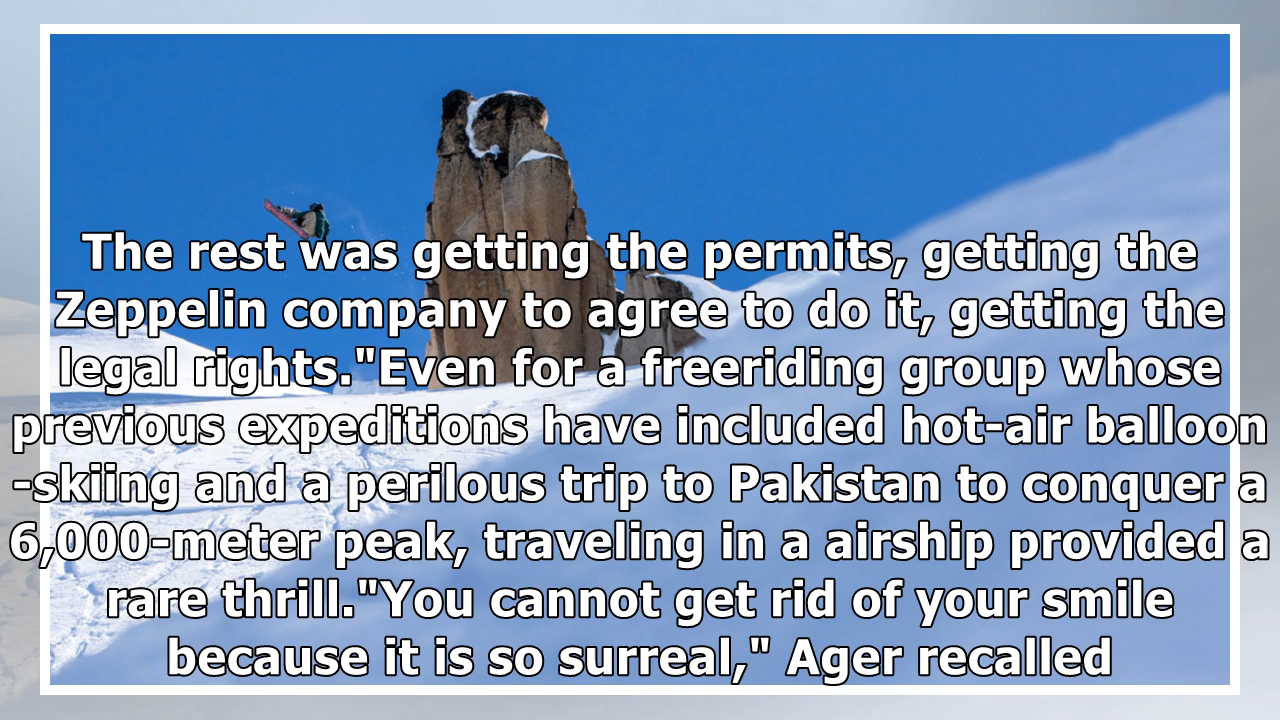 The rest was getting the permits, getting the
Zeppelin company to agree to do it, getting the
legal rights."Even for a freeriding group whose
previous expeditions have included hot-air balloon
-skiing and a perilous trip to Pakistan to conquer a
6,000-meter peak, traveling in a airship provided a
rare thrill."You cannot get rid of your smile
because it is so surreal," Ager recalled